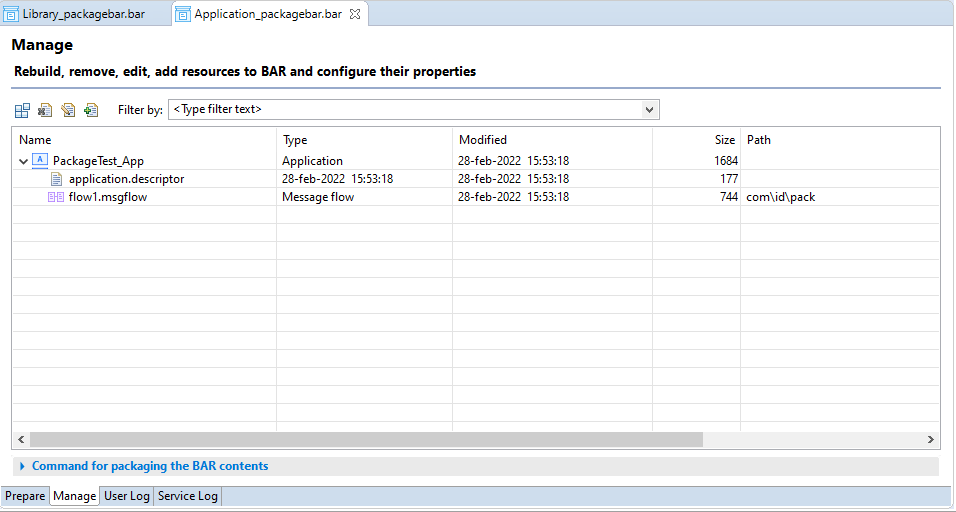 Library_packagebar.bar Application_packagebar.bar
Manage
Rebuild, remove, edit, add resources to BAR and configure their properties
Filter by: <Type filter text>
Name Type Modified Size Path
A PackageTest_App Application 28-feb-2022 15:53:18 1684
application.descriptor 28-feb-2022 15:53:18 28-feb-2022 15:53:18 177
flow1.msgflow Message flow 28-feb-2022 15:53:18 744 com\id\pack
Command for packaging the BAR contents
Prepare Manage User Log Service Log